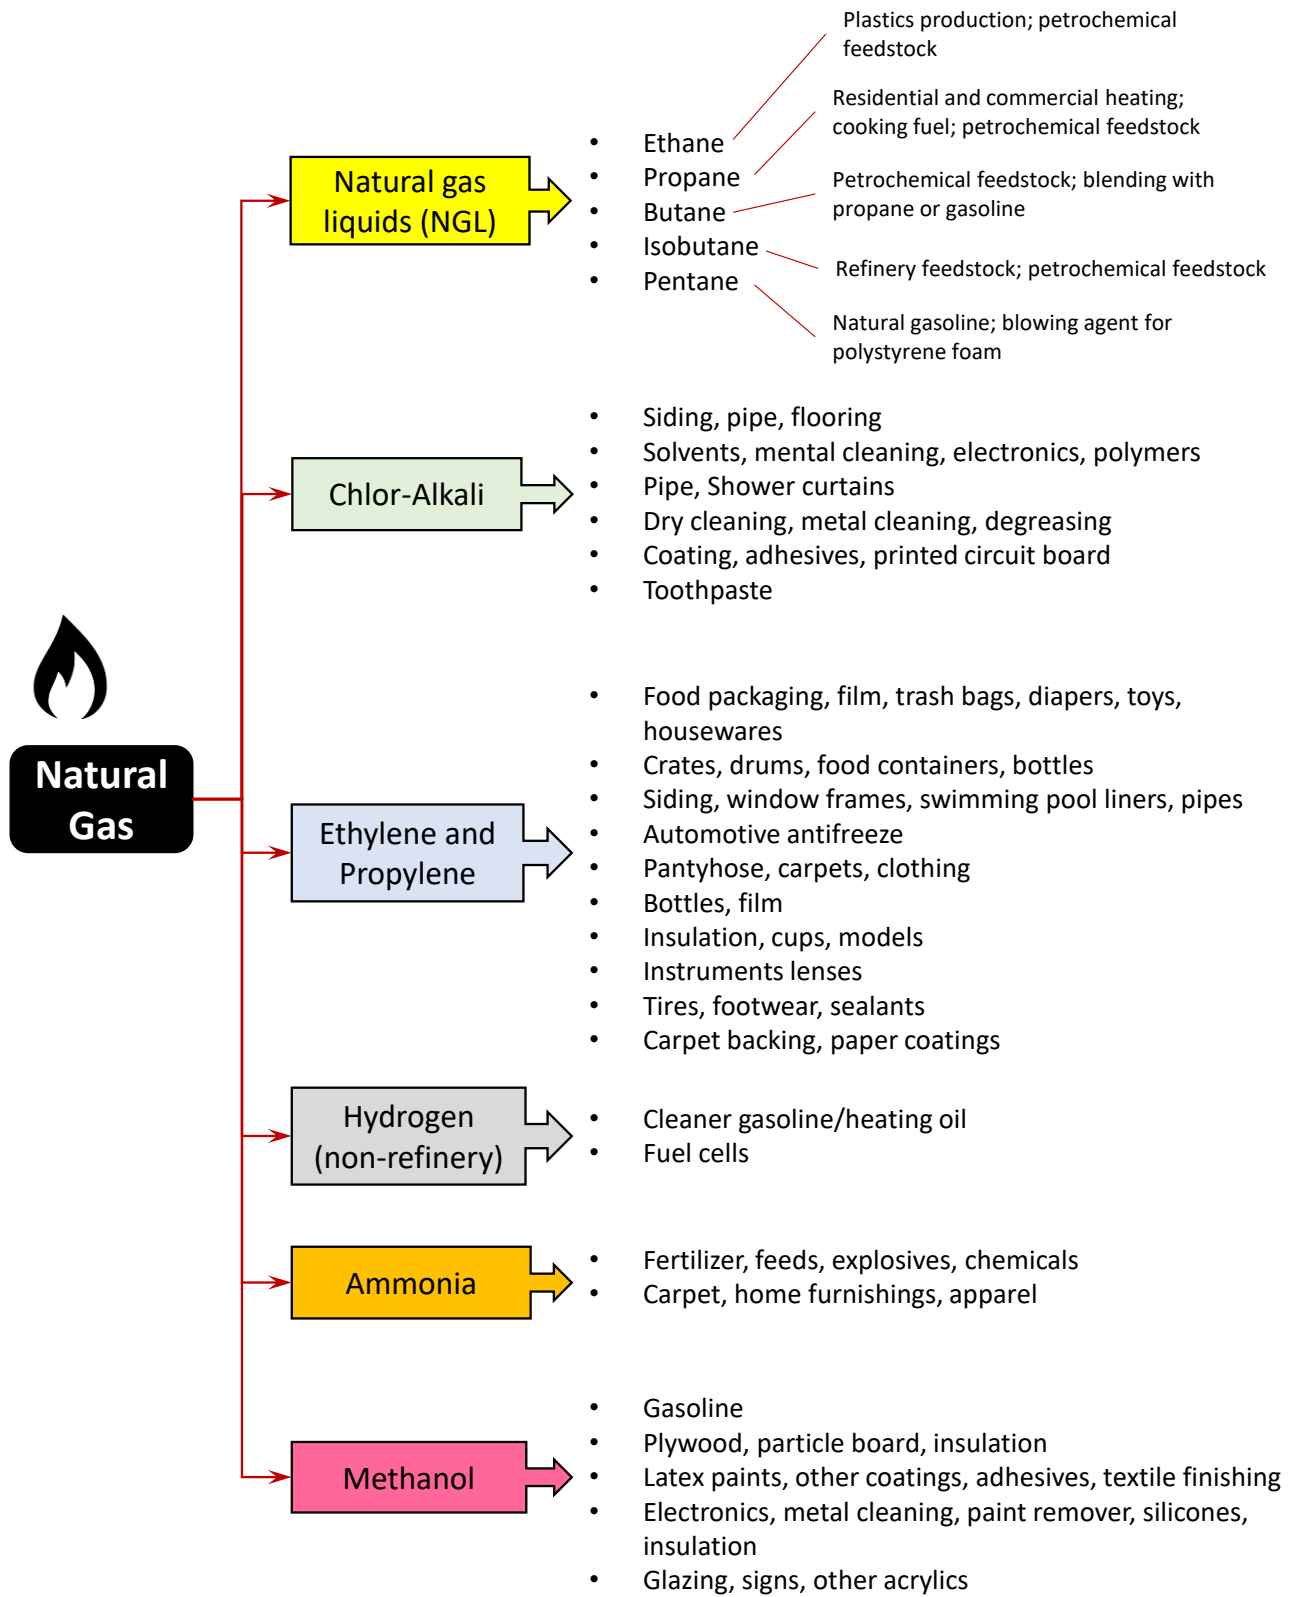 Natural
Gas
Natural gas
liquids (NGL)
• Ethane
• Propane
• Butane
• Isobutane
• Pentane
Plastics production; petrochemical
feedstock
Residential and commercial heating;
cooking fuel; petrochemical feedstock
Petrochemical feedstock; blending with
propane or gasoline
Refinery feedstock; petrochemical feedstock
Natural gasoline; blowing agent for
polystyrene foam
Chlor-Alkali
• Siding, pipe, flooring
• Solvents, mental cleaning, electronics, polymers
• Pipe, Shower curtains
• Dry cleaning, metal cleaning, degreasing
• Coating, adhesives, printed circuit board
• Toothpaste
Ethylene and
Propylene
• Food packaging, film, trash bags, diapers, toys,
housewares
• Crates, drums, food containers, bottles
• Siding, window frames, swimming pool liners, pipes
• Automotive antifreeze
• Pantyhose, carpets, clothing
• Bottles, film
• Insulation, cups, models
• Instruments lenses
• Tires, footwear, sealants
• Carpet backing, paper coatings
Hydrogen
(non-refinery)
• Cleaner gasoline/heating oil
• Fuel cells
Ammonia
• Fertilizer, feeds, explosives, chemicals
• Carpet, home furnishings, apparel
Methanol
• Gasoline
• Plywood, particle board, insulation
• Latex paints, other coatings, adhesives, textile finishing
• Electronics, metal cleaning, paint remover, silicones,
insulation
• Glazing, signs, other acrylics